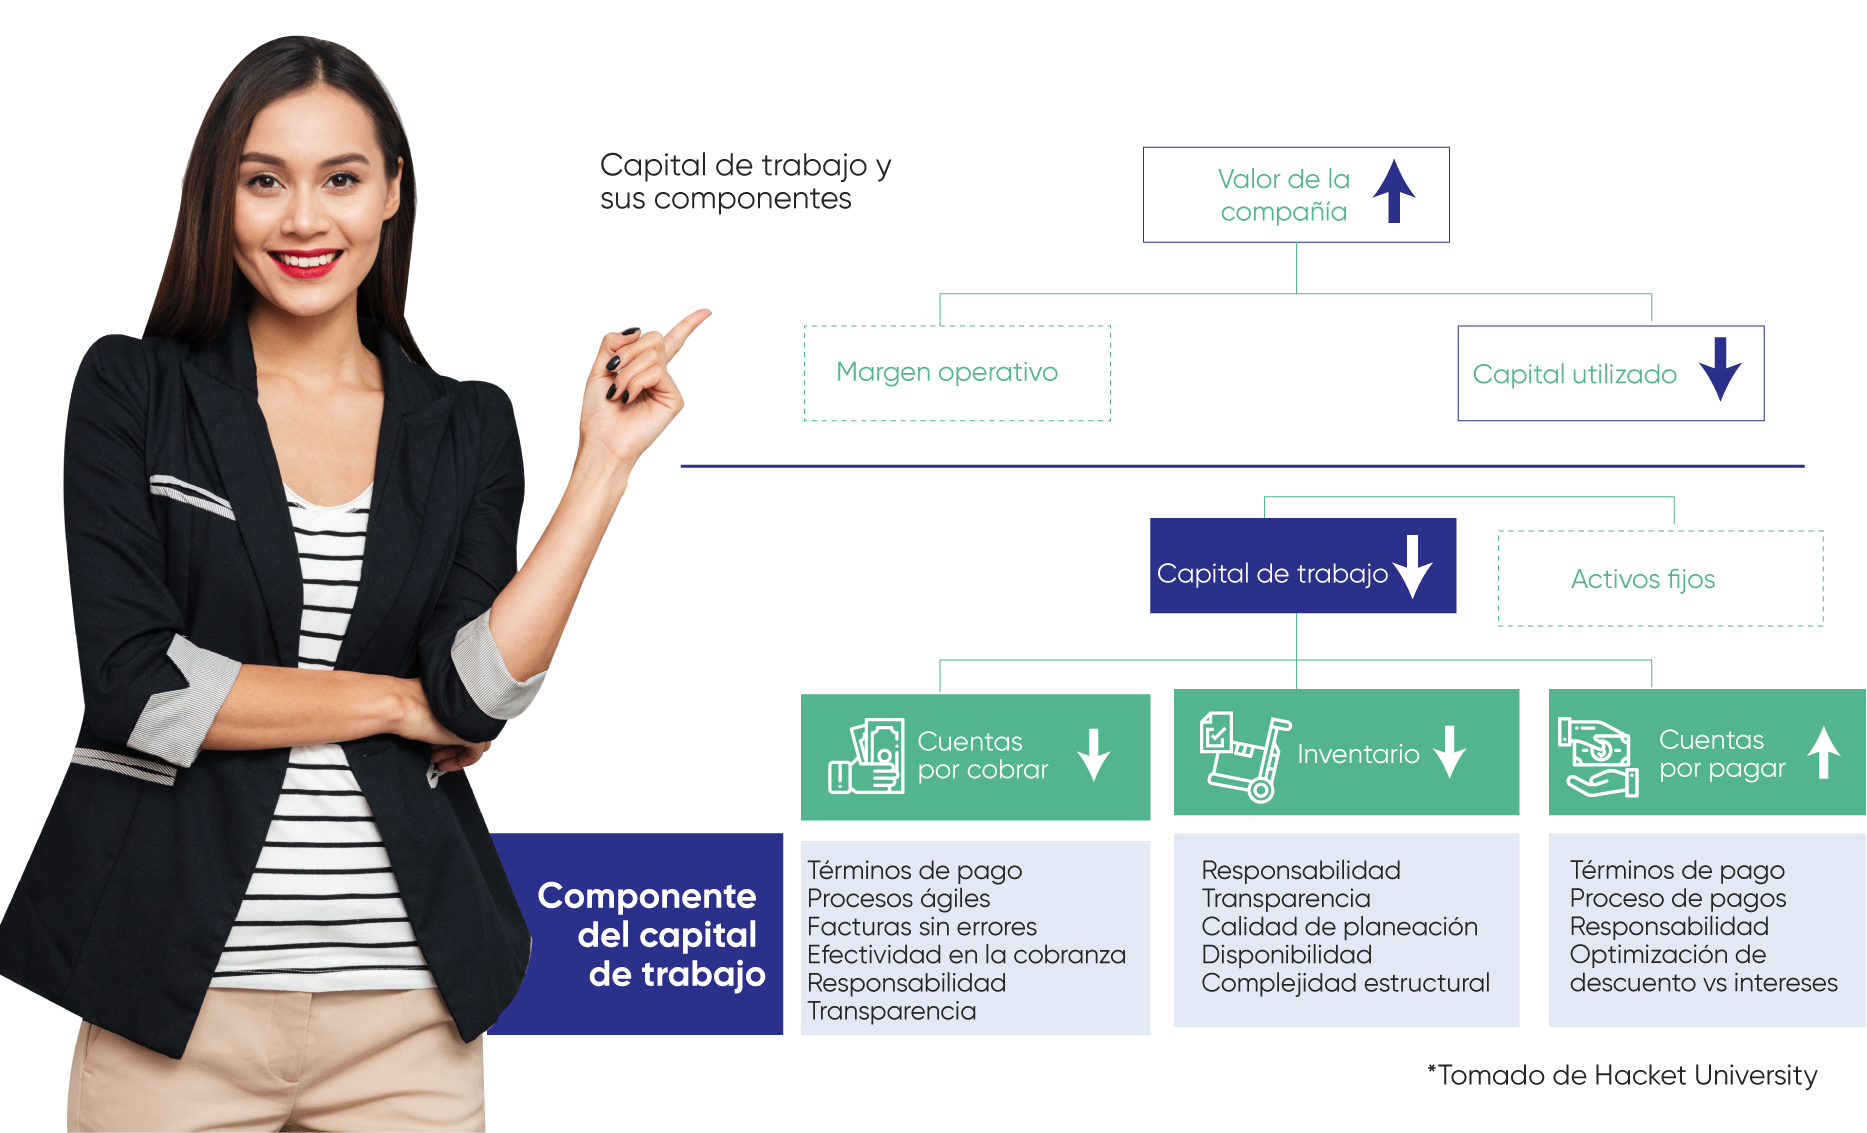 Capital de trabajo y
sus componentes
Valor de la
compañía
Margen operativo
Capital utilizado
Capital de trabajo
Activos fijos
Cuentas
por cobrar
Inventario
Cuentas
por pagar
Componente
del capital
de trabajo
Términos de pago
Procesos ágiles
Facturas sin errores
Efectividad en la cobranza
Responsabilidad
Transparencia
Responsabilidad
Transparencia
Calidad de planeación
Disponibilidad
Complejidad estructural
Términos de pago
Proceso de pagos
Responsabilidad
Optimización de
descuento vs intereses
*Tomado de Hacket University